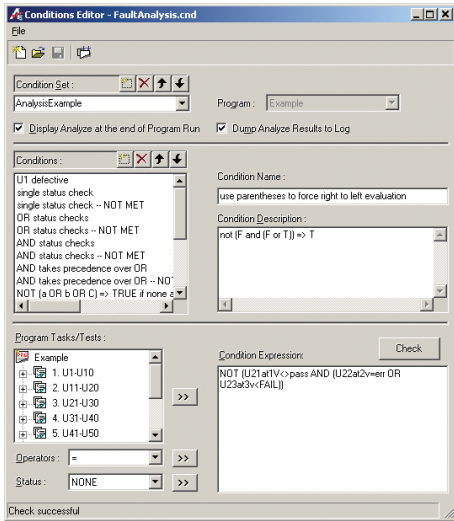 Conditions Editor - FaultAnalysis.cnd
File
Condition Set :
AnalysisExample
Program : Example
Display Analyze at the end of Program Run
Dump Analyze Results to Log
Conditions :
U1 defective
single status check
single status check -- NOT MET
OR status checks
OR status checks -- NOT MET
AND status checks
AND status checks -- NOT MET
AND takes precedence over OR
AND takes precedence over OR -- NO
NOT (a OR b OR C) => TRUE if none a
Condition Name :
use parentheses to force right to left evaluation
Condition Description :
not (F and (F or T)) => T
Program Tasks/Tests :
Example
1. U1-U10
2. U11-U20
3. U21-U30
4. U31-U40
5. U41-U50
>>
Operators : =
>>
Status : NONE
>>
Check
Condition Expression:
NOT (U21at1V<>pass AND (U22at2v=err OR
U23at3v<FAIL))
Check successful